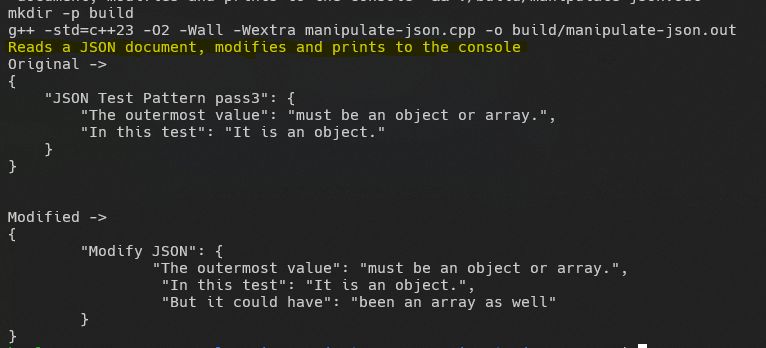 mkdir -p build
g++ -std=c++23 -O2 -Wall -Wextra manipulate-json.cpp -o build/manipulate-json.out
Reads a JSON document, modifies and prints to the console
Original ->
{
    "JSON Test Pattern pass3": {
        "The outermost value": "must be an object or array.",
        "In this test": "It is an object."
    }
}
Modified ->
{
        "Modify JSON": {
                "The outermost value": "must be an object or array.",
                 "In this test": "It is an object.",
                 "But it could have": "been an array as well"
        }
}